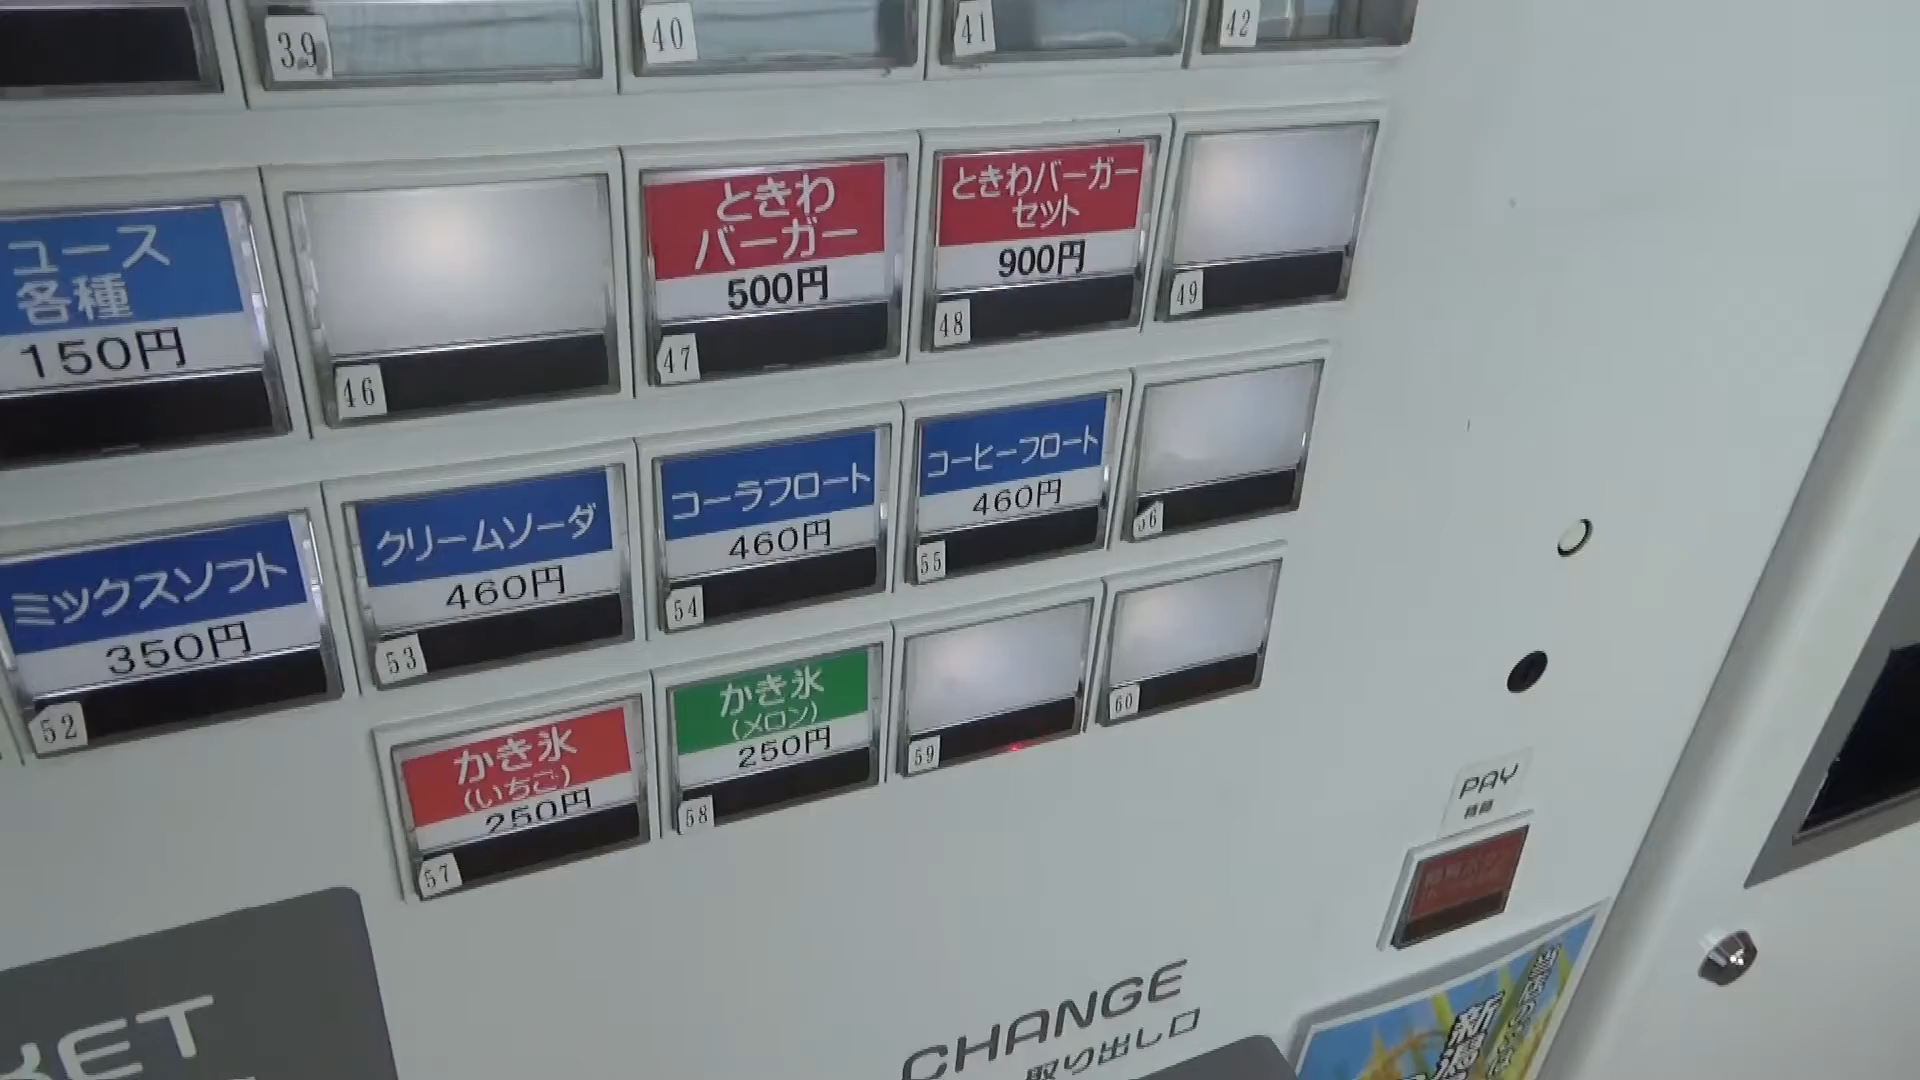 39
40
41
42
ュース
各種
150円
46
ときわ
バーガー
500円
47
ときわバーガー
セット
900円
48
49
ミックスソフト
350円
52
クリームソーダ
460円
53
コーラフロート
460円
54
コーヒーフロート
460円
55
56
かき氷
(いちご)
250円
57
かき氷
(メロン)
250円
58
59
60
PAY
CHANGE
取り出し口
KET
新潟